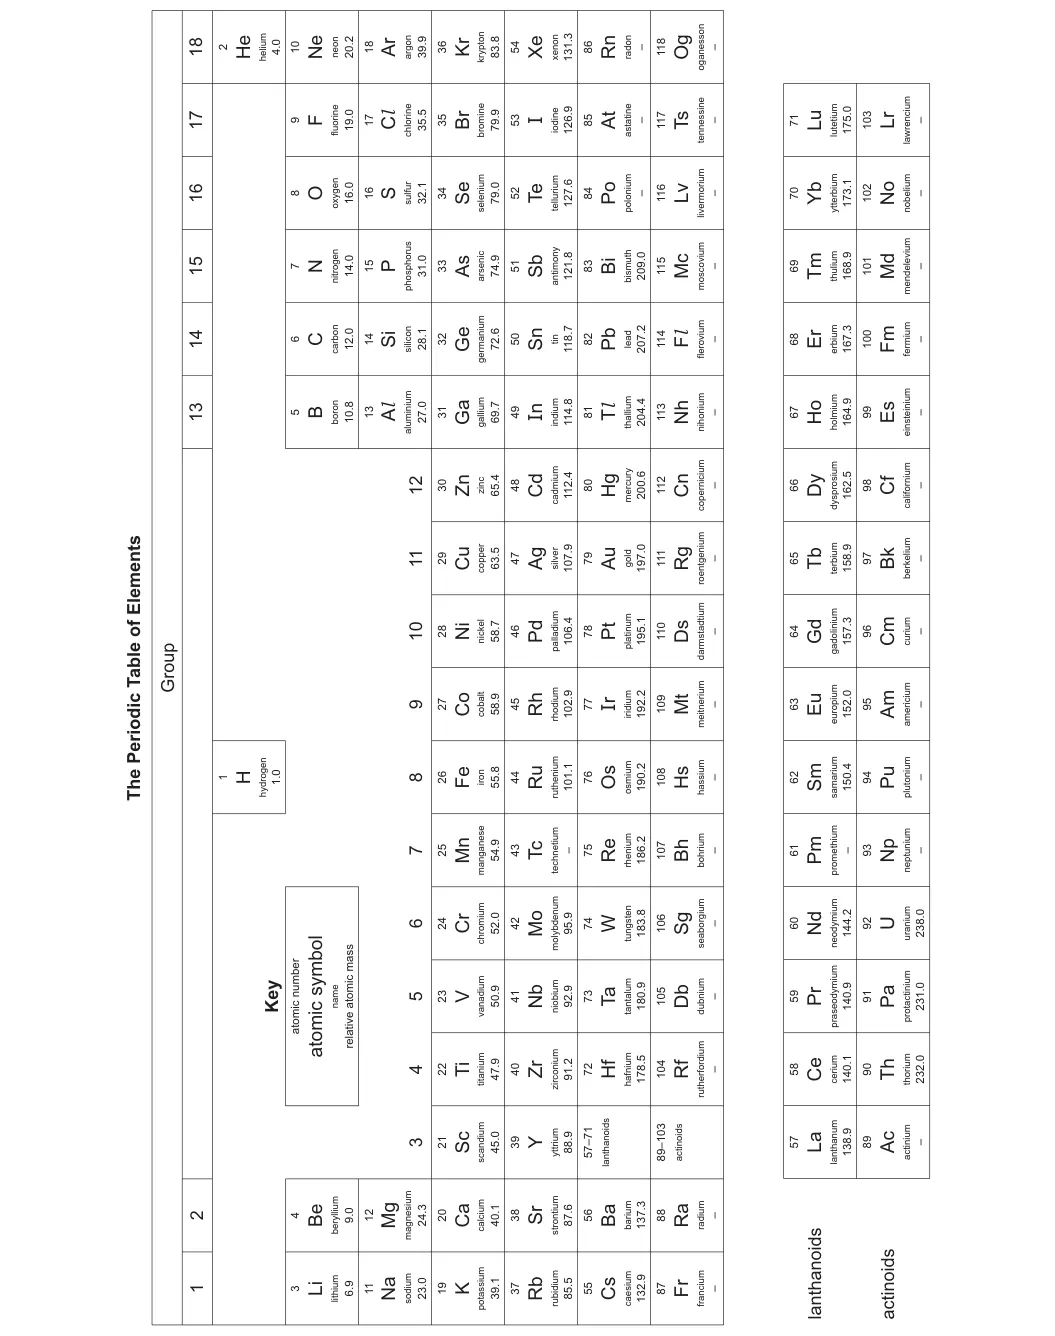 The Periodic Table of Elements
Group
1 2 3 4 5 6 7 8 9 10 11 12 13 14 15 16 17 18
Key
atomic number
atomic symbol
name
relative atomic mass
1
H
hydrogen
1.0
2
He
helium
4.0
3
Li
lithium
6.9
4
Be
beryllium
9.0
5
B
boron
10.8
6
C
carbon
12.0
7
N
nitrogen
14.0
8
O
oxygen
16.0
9
F
fluorine
19.0
10
Ne
neon
20.2
11
Na
sodium
23.0
12
Mg
magnesium
24.3
13
Al
aluminium
27.0
14
Si
silicon
28.1
15
P
phosphorus
31.0
16
S
sulfur
32.1
17
Cl
chlorine
35.5
18
Ar
argon
39.9
19
K
potassium
39.1
20
Ca
calcium
40.1
21
Sc
scandium
45.0
22
Ti
titanium
47.9
23
V
vanadium
50.9
24
Cr
chromium
52.0
25
Mn
manganese
54.9
26
Fe
iron
55.8
27
Co
cobalt
58.9
28
Ni
nickel
58.7
29
Cu
copper
63.5
30
Zn
zinc
65.4
31
Ga
gallium
69.7
32
Ge
germanium
72.6
33
As
arsenic
74.9
34
Se
selenium
79.0
35
Br
bromine
79.9
36
Kr
krypton
83.8
37
Rb
rubidium
85.5
38
Sr
strontium
87.6
39
Y
yttrium
88.9
40
Zr
zirconium
91.2
41
Nb
niobium
92.9
42
Mo
molybdenum
95.9
43
Tc
technetium
–
44
Ru
ruthenium
101.1
45
Rh
rhodium
102.9
46
Pd
palladium
106.4
47
Ag
silver
107.9
48
Cd
cadmium
112.4
49
In
indium
114.8
50
Sn
tin
118.7
51
Sb
antimony
121.8
52
Te
tellurium
127.6
53
I
iodine
126.9
54
Xe
xenon
131.3
55
Cs
caesium
132.9
56
Ba
barium
137.3
57–71
lanthanoids
72
Hf
hafnium
178.5
73
Ta
tantalum
180.9
74
W
tungsten
183.8
75
Re
rhenium
186.2
76
Os
osmium
190.2
77
Ir
iridium
192.2
78
Pt
platinum
195.1
79
Au
gold
197.0
80
Hg
mercury
200.6
81
Tl
thallium
204.4
82
Pb
lead
207.2
83
Bi
bismuth
209.0
84
Po
polonium
–
85
At
astatine
–
86
Rn
radon
–
87
Fr
francium
–
88
Ra
radium
–
89–103
actinoids
104
Rf
rutherfordium
–
105
Db
dubnium
–
106
Sg
seaborgium
–
107
Bh
bohrium
–
108
Hs
hassium
–
109
Mt
meitnerium
–
110
Ds
darmstadtium
–
111
Rg
roentgenium
–
112
Cn
copernicium
–
113
Nh
nihonium
–
114
Fl
flerovium
–
115
Mc
moscovium
–
116
Lv
livermorium
–
117
Ts
tennessine
–
118
Og
oganesson
–
lanthanoids
57
La
lanthanum
138.9
58
Ce
cerium
140.1
59
Pr
praseodymium
140.9
60
Nd
neodymium
144.2
61
Pm
promethium
–
62
Sm
samarium
150.4
63
Eu
europium
152.0
64
Gd
gadolinium
157.3
65
Tb
terbium
158.9
66
Dy
dysprosium
162.5
67
Ho
holmium
164.9
68
Er
erbium
167.3
69
Tm
thulium
168.9
70
Yb
ytterbium
173.1
71
Lu
lutetium
175.0
actinoids
89
Ac
actinium
–
90
Th
thorium
232.0
91
Pa
protactinium
231.0
92
U
uranium
238.0
93
Np
neptunium
–
94
Pu
plutonium
–
95
Am
americium
–
96
Cm
curium
–
97
Bk
berkelium
–
98
Cf
californium
–
99
Es
einsteinium
–
100
Fm
fermium
–
101
Md
mendelevium
–
102
No
nobelium
–
103
Lr
lawrencium
–